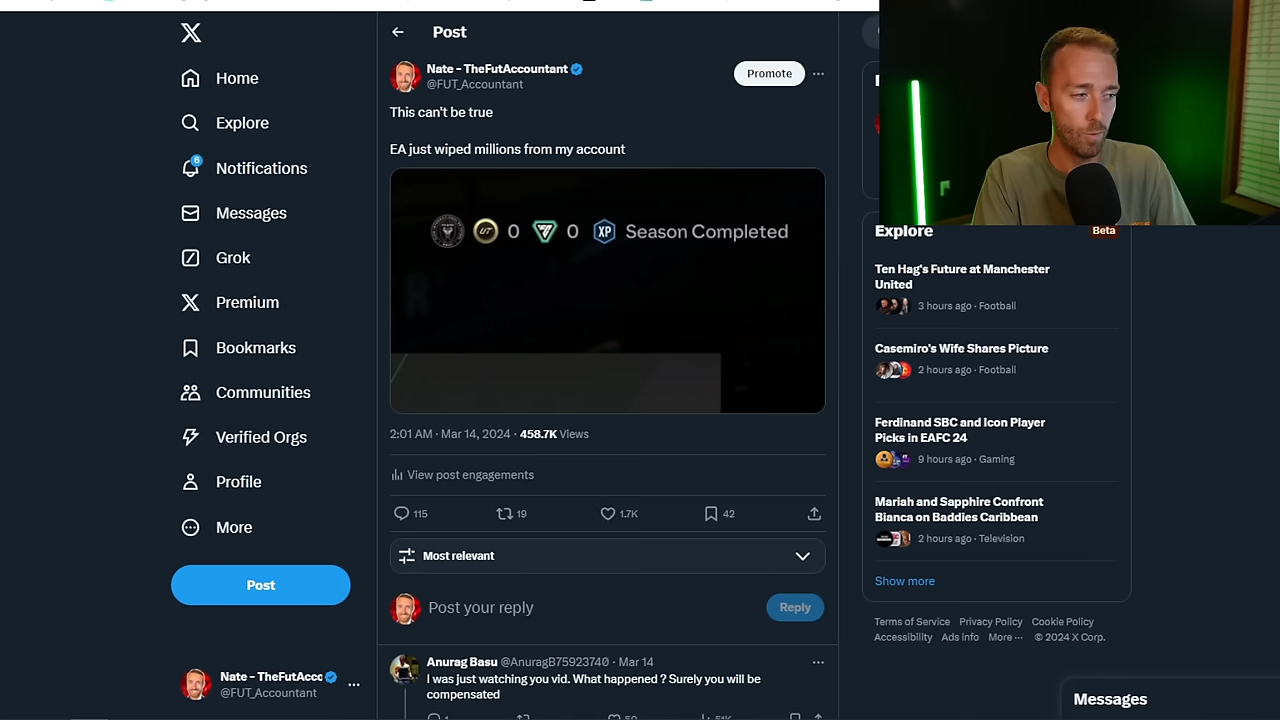 Post
Nate - TheFutAccountant
@FUT_Accountant
Promote
This can't be true
EA just wiped millions from my account
UT 0 0 XP Season Completed
2:01 AM · Mar 14, 2024 · 458.7K Views
View post engagements
115 19 1.7K 42
Most relevant
Post your reply
Reply
Anurag Basu @AnuragB75923740 · Mar 14
I was just watching you vid. What happened ? Surely you will be
compensated
Home
Explore
6
Notifications
Messages
Grok
Premium
Bookmarks
Communities
Verified Orgs
Profile
More
Post
Nate - TheFutAcc
@FUT_Accountant
Explore
Beta
Ten Hag's Future at Manchester
United
3 hours ago · Football
Casemiro's Wife Shares Picture
2 hours ago · Football
Ferdinand SBC and Icon Player
Picks in EAFC 24
9 hours ago · Gaming
Mariah and Sapphire Confront
Bianca on Baddies Caribbean
2 hours ago · Television
Show more
Terms of Service Privacy Policy Cookie Policy
Accessibility Ads info More ··· © 2024 X Corp.
Messages